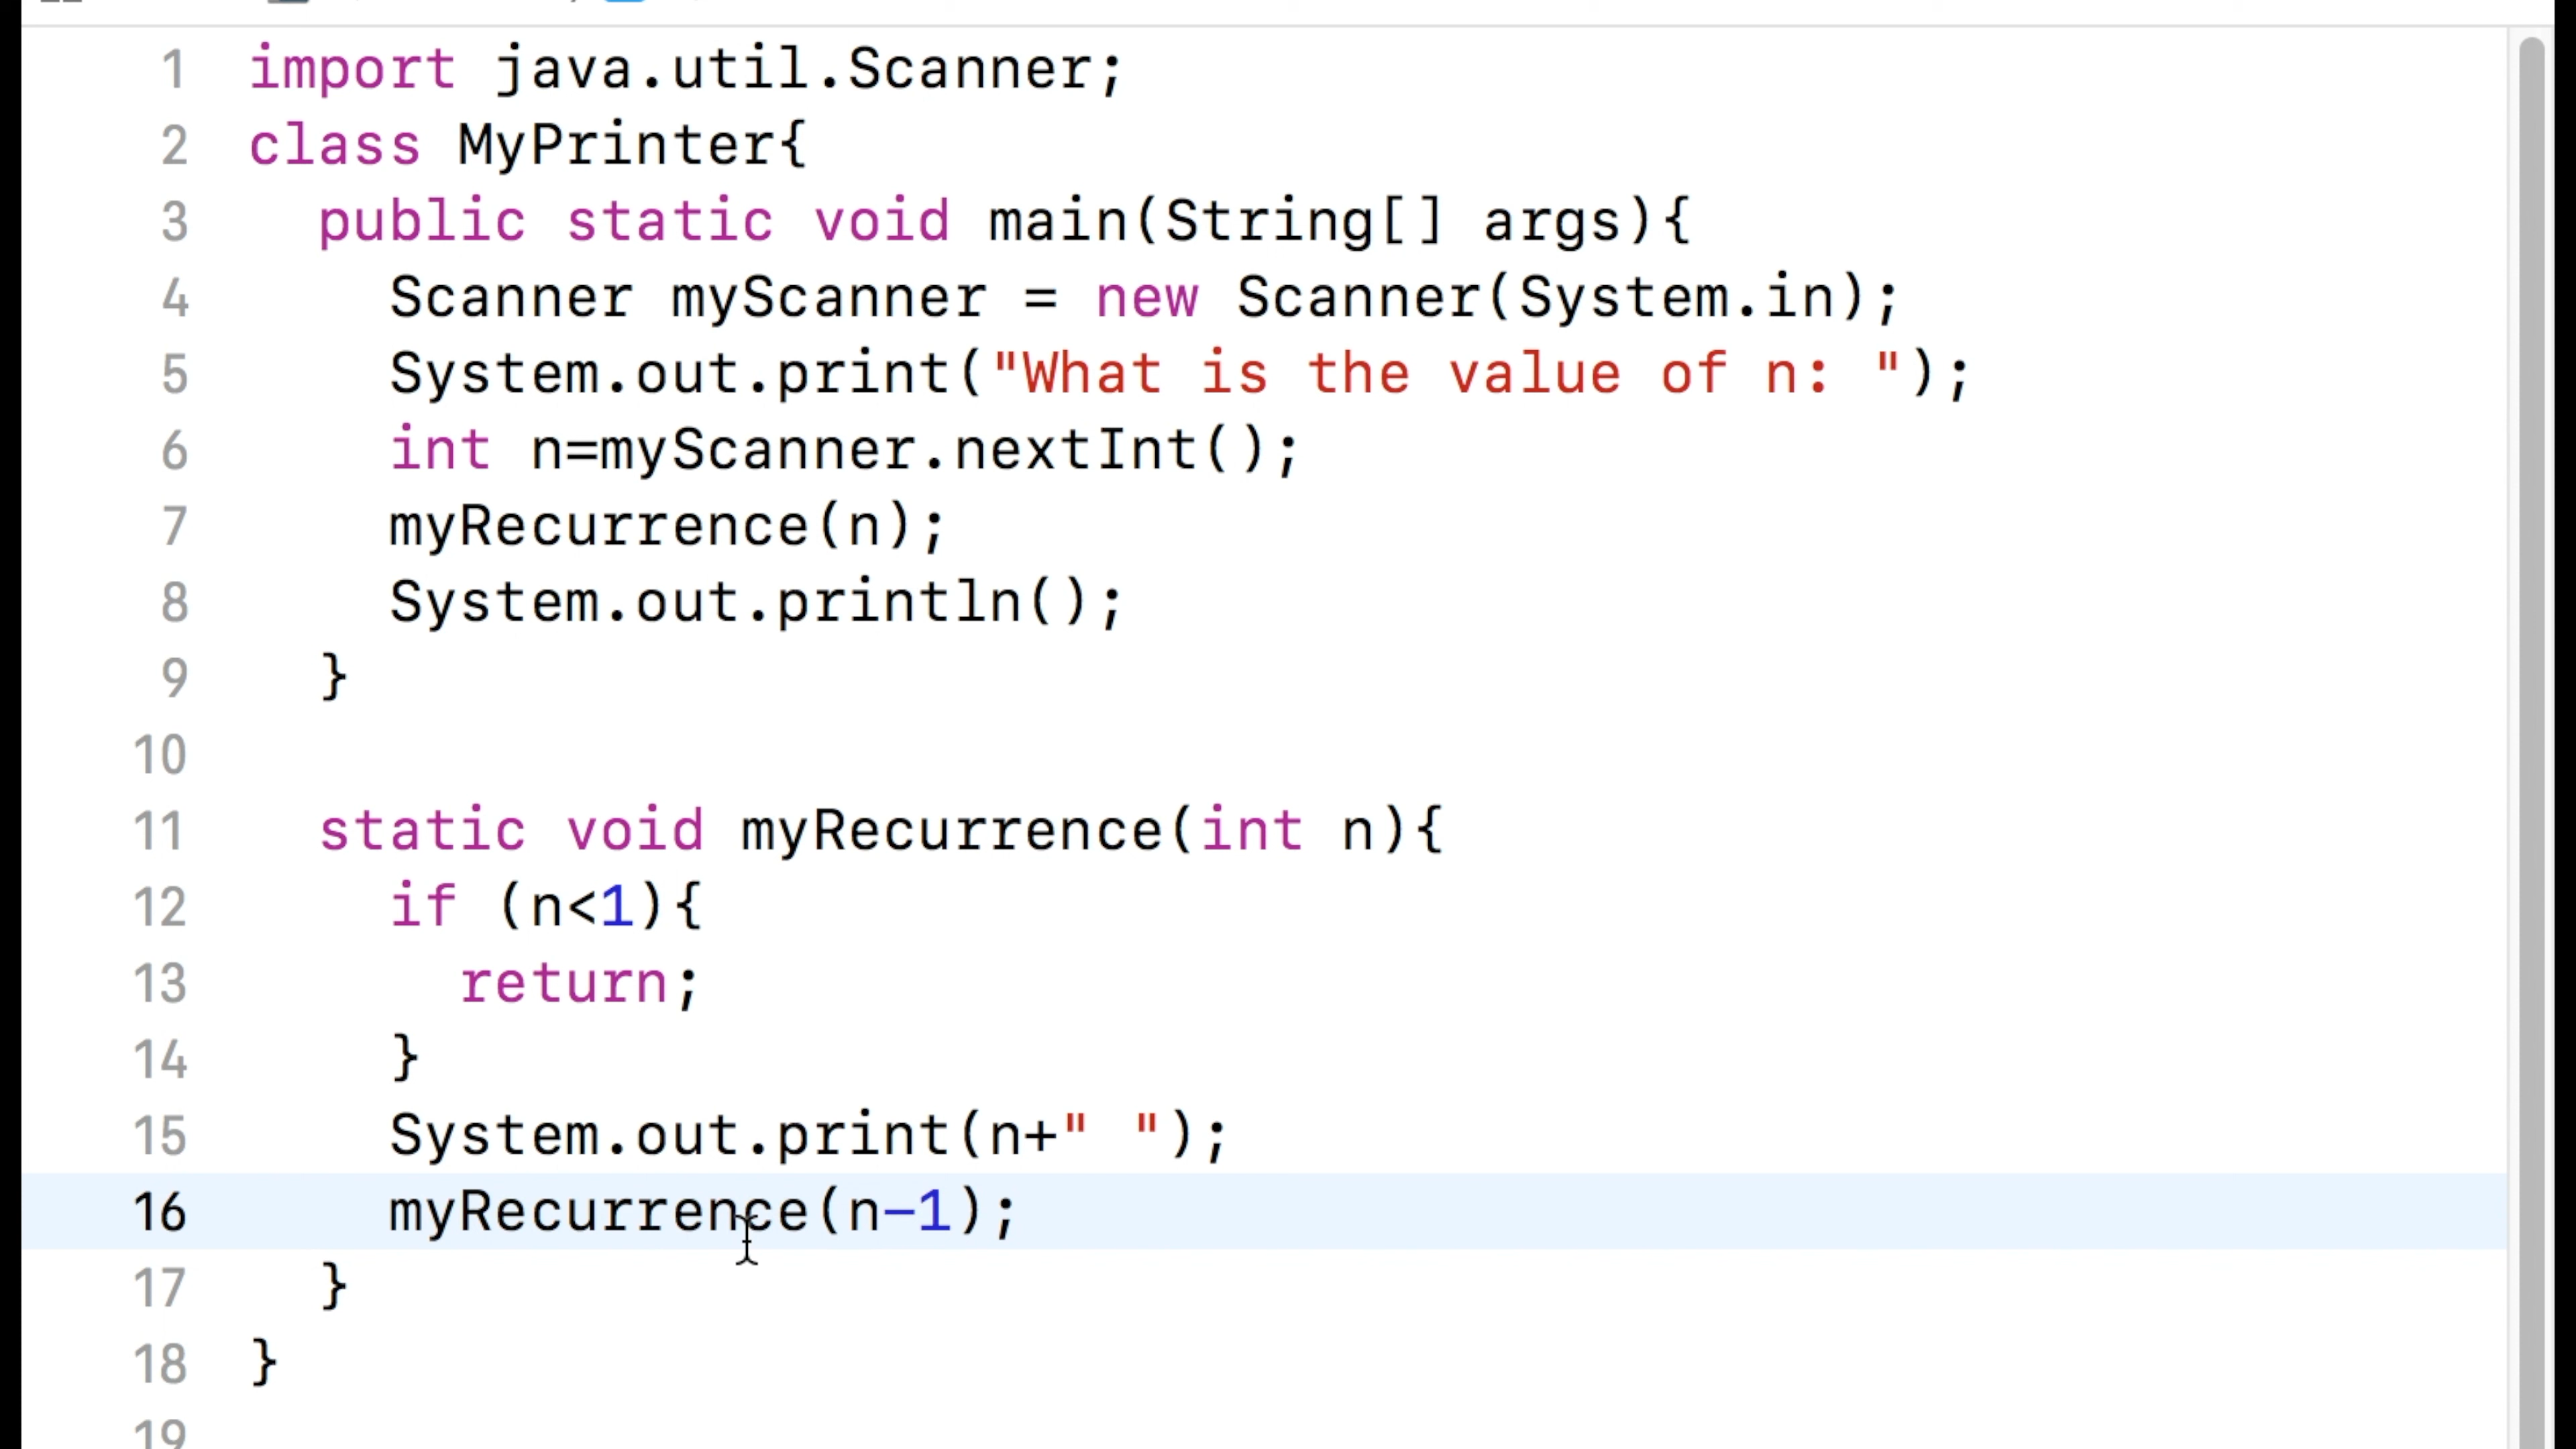 1 import java.util.Scanner;
2 class MyPrinter{
3 public static void main(String[] args){
4 Scanner myScanner = new Scanner(System.in);
5 System.out.print("What is the value of n: ");
6 int n=myScanner.nextInt();
7 myRecurrence(n);
8 System.out.println();
9 }
10
11 static void myRecurrence(int n){
12 if (n<1){
13 return;
14 }
15 System.out.print(n+" ");
16 myRecurrence(n-1);
17 }
18 }
19